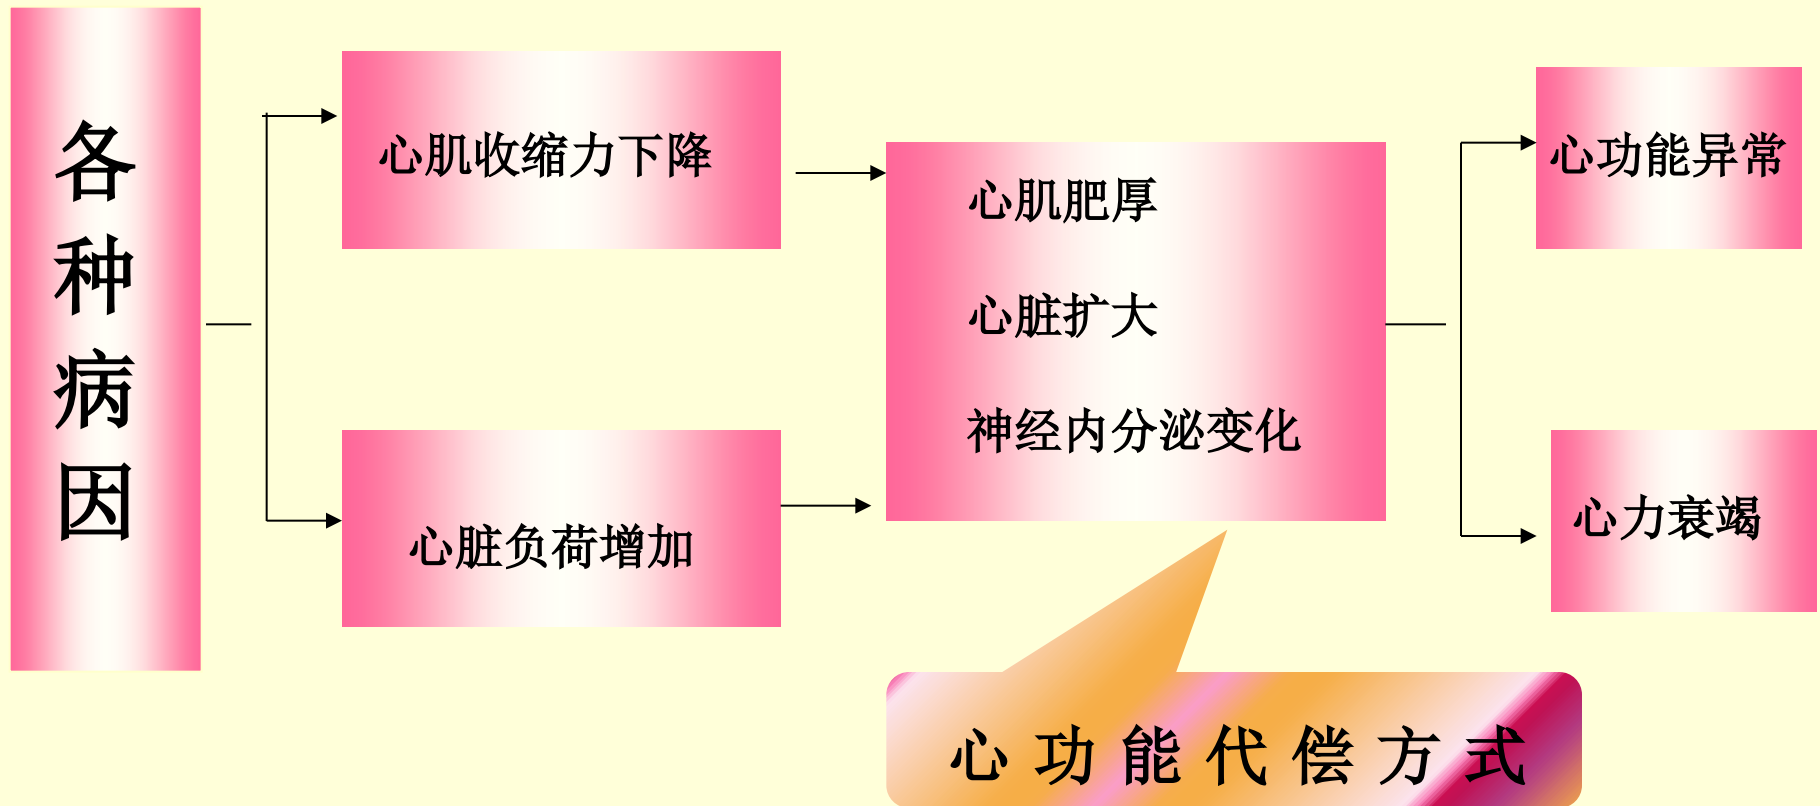 各种病因
心肌收缩力下降
心脏负荷增加
心肌肥厚
心脏扩大
神经内分泌变化
心功能异常
心力衰竭
心功能代偿方式